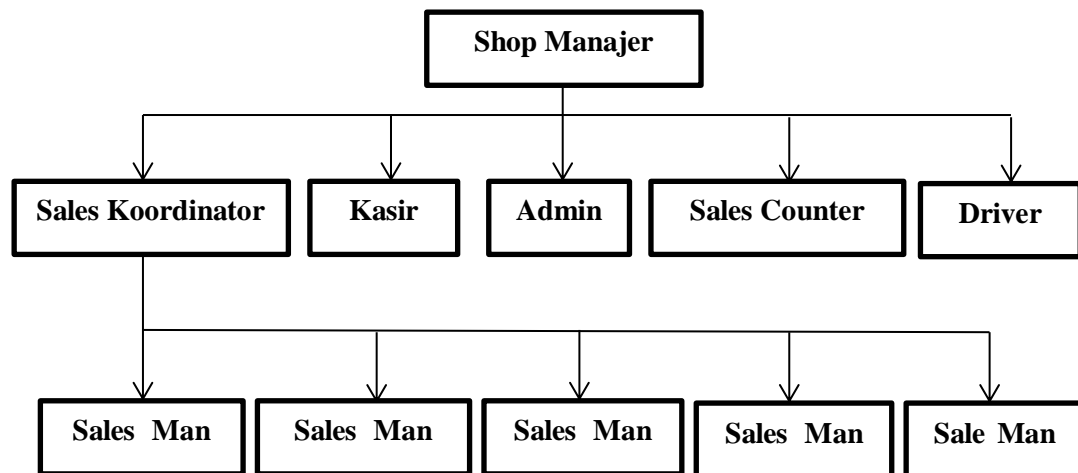 Shop Manajer
Sales Koordinator
Kasir
Admin
Sales Counter
Driver
Sales Man
Sales Man
Sales Man
Sales Man
Sale Man